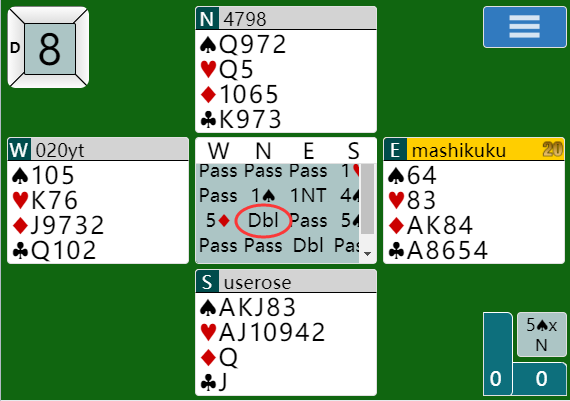 N 4798
♠Q972
♥Q5
♦1065
♣K973
D 8
W 020yt
♠105
♥K76
♦J9732
♣Q102
W N E S
Pass Pass Pass 1♥
Pass 1♠ 1NT 4♠
5♦ Dbl Pass 5♠
Pass Pass Dbl Pas
E mashikuku 20
♠64
♥83
♦AK84
♣A8654
S userose
♠AKJ83
♥AJ10942
♦Q
♣J
5♠x
N
0 0